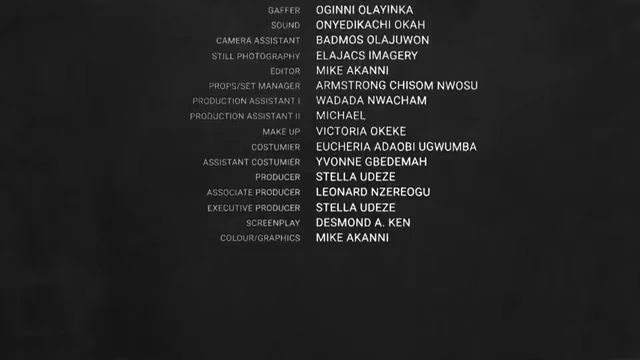 GAFFER OGINNI OLAYINKA
SOUND ONYEDIKACHI OKAH
CAMERA ASSISTANT BADMOS OLAJUWON
STILL PHOTOGRAPHY ELAJACS IMAGERY
EDITOR MIKE AKANNI
PROPS/SET MANAGER ARMSTRONG CHISOM NWOSU
PRODUCTION ASSISTANT I WADADA NWACHAM
PRODUCTION ASSISTANT II MICHAEL
MAKE UP VICTORIA OKEKE
COSTUMIER EUCHERIA ADAOBI UGWUMBA
ASSISTANT COSTUMIER YVONNE GBEDEMAH
PRODUCER STELLA UDEZE
ASSOCIATE PRODUCER LEONARD NZEREOGU
EXECUTIVE PRODUCER STELLA UDEZE
SCREENPLAY DESMOND A. KEN
COLOUR/GRAPHICS MIKE AKANNI